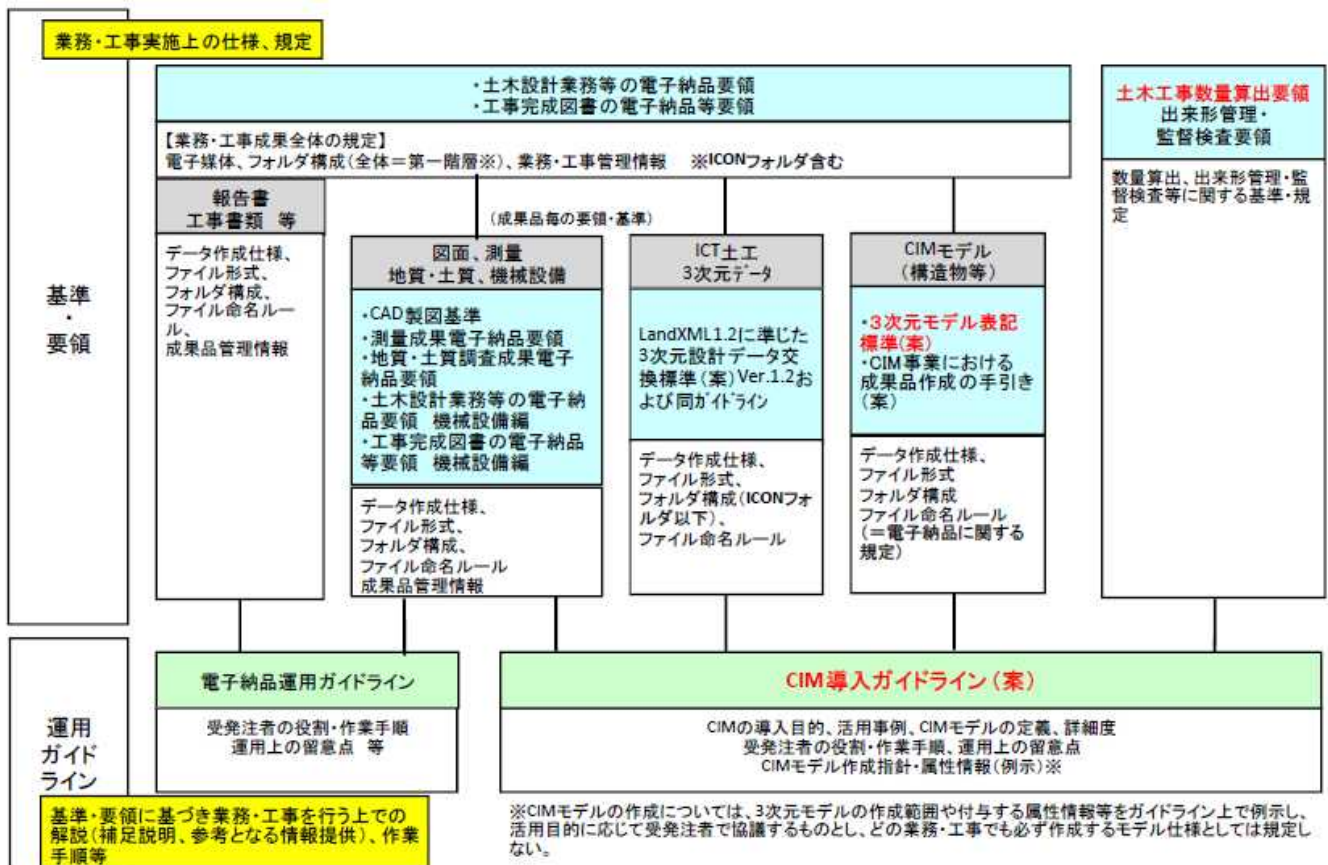 業務・工事実施上の仕様、規定
基準
・
要領
・土木設計業務等の電子納品要領
・工事完成図書の電子納品等要領
【業務・工事成果全体の規定】
電子媒体、フォルダ構成(全体＝第一階層※)、業務・工事管理情報　※ICONフォルダ含む
土木工事数量算出要領
出来形管理・
監督検査要領
数量算出、出来形管理・監
督検査等に関する基準・規
定
報告書
工事書類　等
データ作成仕様、
ファイル形式、
フォルダ構成、
ファイル命名ルー
ル、
成果品管理情報
(成果品毎の要領・基準)
図面、測量
地質・土質、機械設備
・CAD製図基準
・測量成果電子納品要領
・地質・土質調査成果電子
納品要領
・土木設計業務等の電子納
品要領　機械設備編
・工事完成図書の電子納品
等要領　機械設備編
データ作成仕様、
ファイル形式、
フォルダ構成、
ファイル命名ルール
成果品管理情報
ICT土工
3次元データ
LandXML1.2に準じた
3次元設計データ交
換標準(案)Ver.1.2お
よび同ガイドライン
データ作成仕様、
ファイル形式、
フォルダ構成(ICONフォ
ルダ以下)、
ファイル命名ルール
CIMモデル
(構造物等)
・3次元モデル表記
標準(案)
・CIM事業における
成果品作成の手引き
(案)
データ作成仕様、
ファイル形式
フォルダ構成
ファイル命名ルール
(＝電子納品に関する
規定)
運用
ガイド
ライン
電子納品運用ガイドライン
受発注者の役割・作業手順
運用上の留意点　等
CIM導入ガイドライン(案)
CIMの導入目的、活用事例、CIMモデルの定義、詳細度
受発注者の役割・作業手順、運用上の留意点
CIMモデル作成指針・属性情報(例示)※
基準・要領に基づき業務・工事を行う上での
解説(補足説明、参考となる情報提供)、作業
手順等
※CIMモデルの作成については、3次元モデルの作成範囲や付与する属性情報等をガイドライン上で例示し、
活用目的に応じて受発注者で協議するものとし、どの業務・工事でも必ず作成するモデル仕様としては規定し
ない。